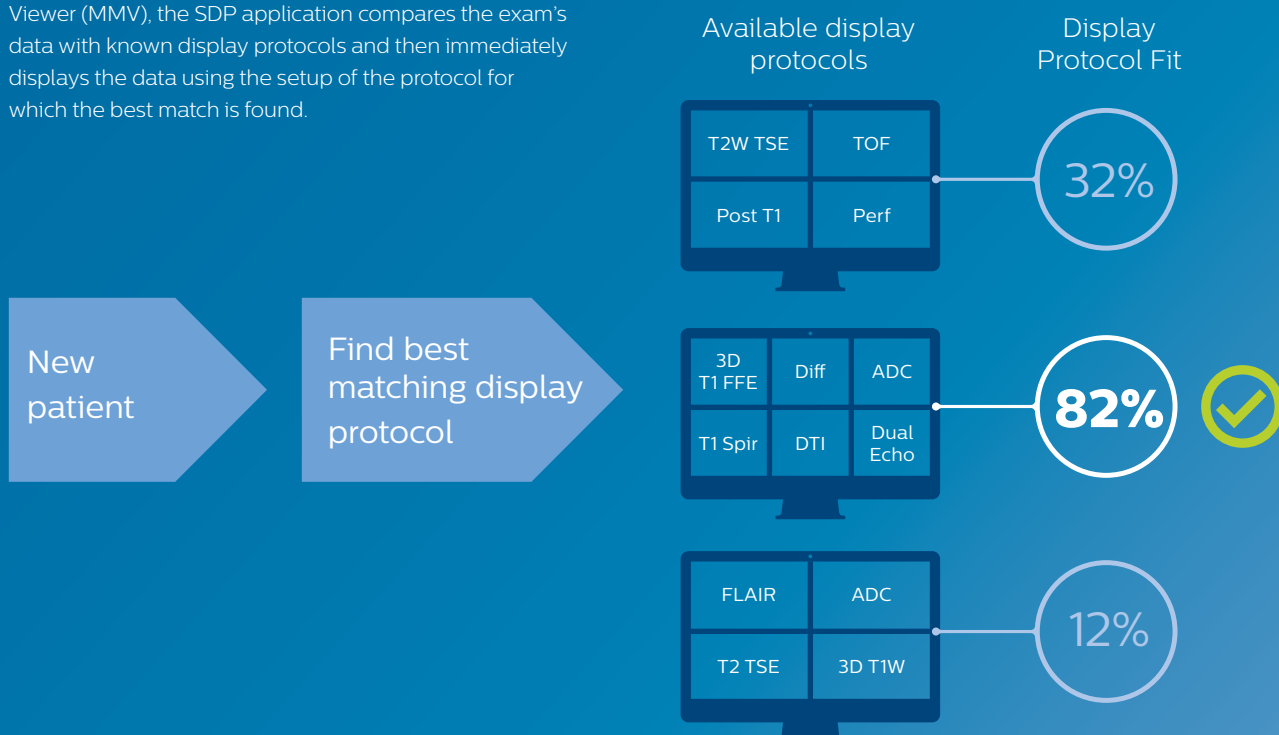 Viewer (MMV), the SDP application compares the exam's
data with known display protocols and then immediately
displays the data using the setup of the protocol for
which the best match is found.
New
patient
Find best
matching display
protocol
Available display
protocols
Display
Protocol Fit
T2W TSE
TOF
Post T1
Perf
32%
3D
T1 FFE
Diff
ADC
T1 Spir
DTI
Dual
Echo
82%
FLAIR
ADC
T2 TSE
3D T1W
12%